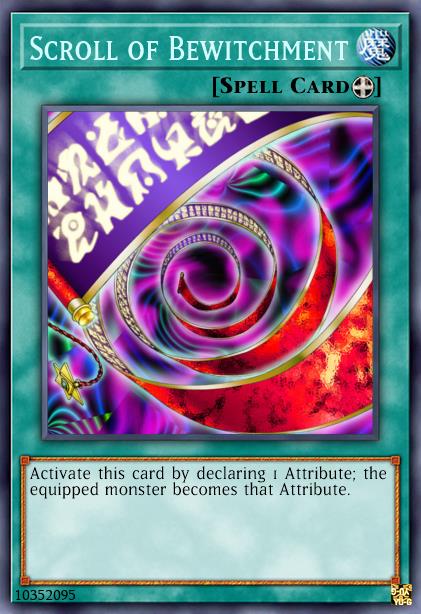 Scroll of Bewitchment
魔
[Spell Card]
Activate this card by declaring 1 Attribute; the
equipped monster becomes that Attribute.
10352095